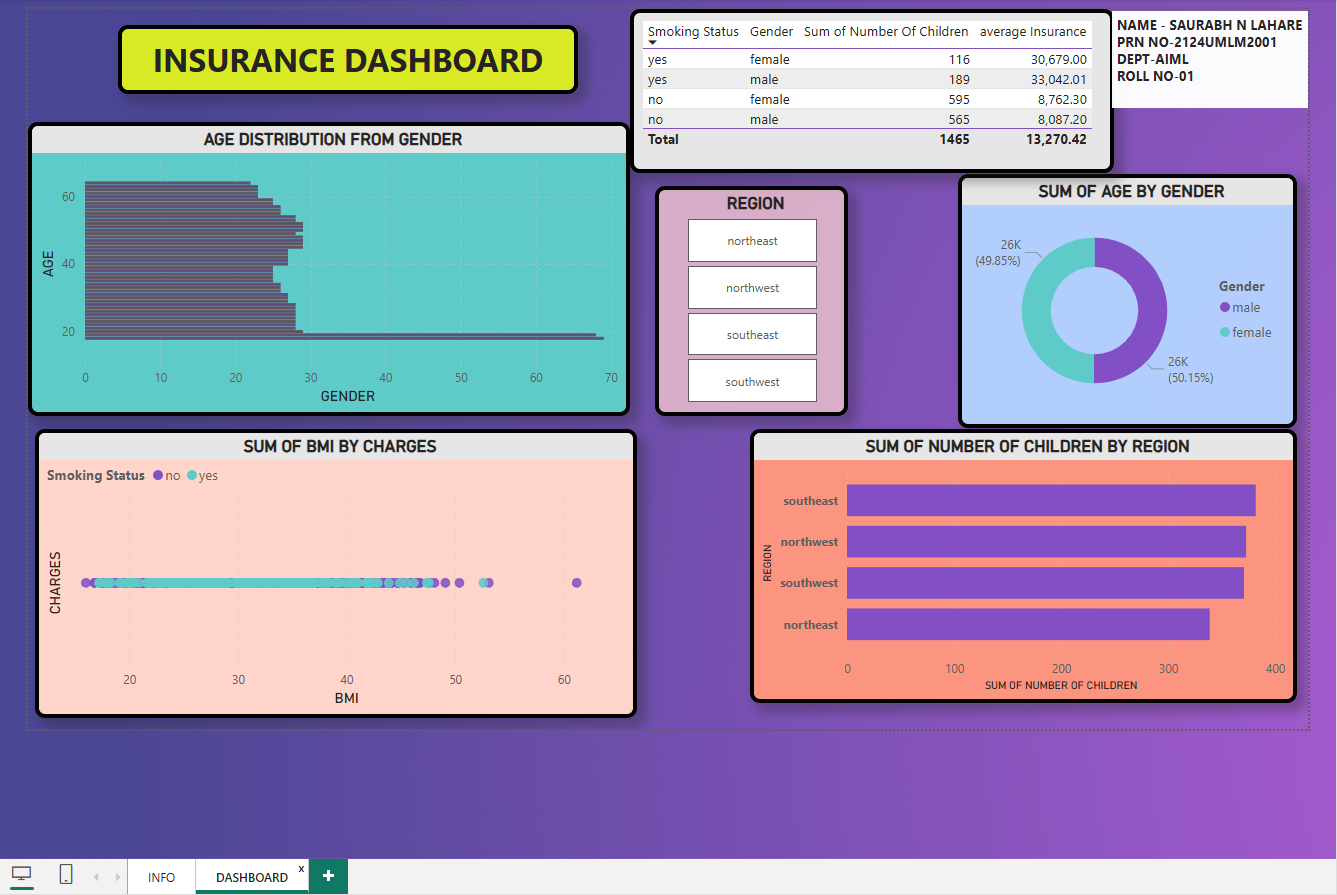 INSURANCE DASHBOARD
Smoking Status Gender Sum of Number Of Children average Insurance
yes female 116 30,679.00
yes male 189 33,042.01
no female 595 8,762.30
no male 565 8,087.20
Total 1465 13,270.42
NAME - SAURABH N LAHARE
PRN NO-2124UMLM2001
DEPT-AIML
ROLL NO-01
AGE DISTRIBUTION FROM GENDER
AGE
60
40
20
0 10 20 30 40 50 60 70
GENDER
REGION
northeast
northwest
southeast
southwest
SUM OF AGE BY GENDER
26K
(49.85%)
Gender
male
female
26K
(50.15%)
SUM OF BMI BY CHARGES
Smoking Status no yes
CHARGES
20 30 40 50 60
BMI
SUM OF NUMBER OF CHILDREN BY REGION
REGION
southeast
northwest
southwest
northeast
0 100 200 300 400
SUM OF NUMBER OF CHILDREN
INFO DASHBOARD x +